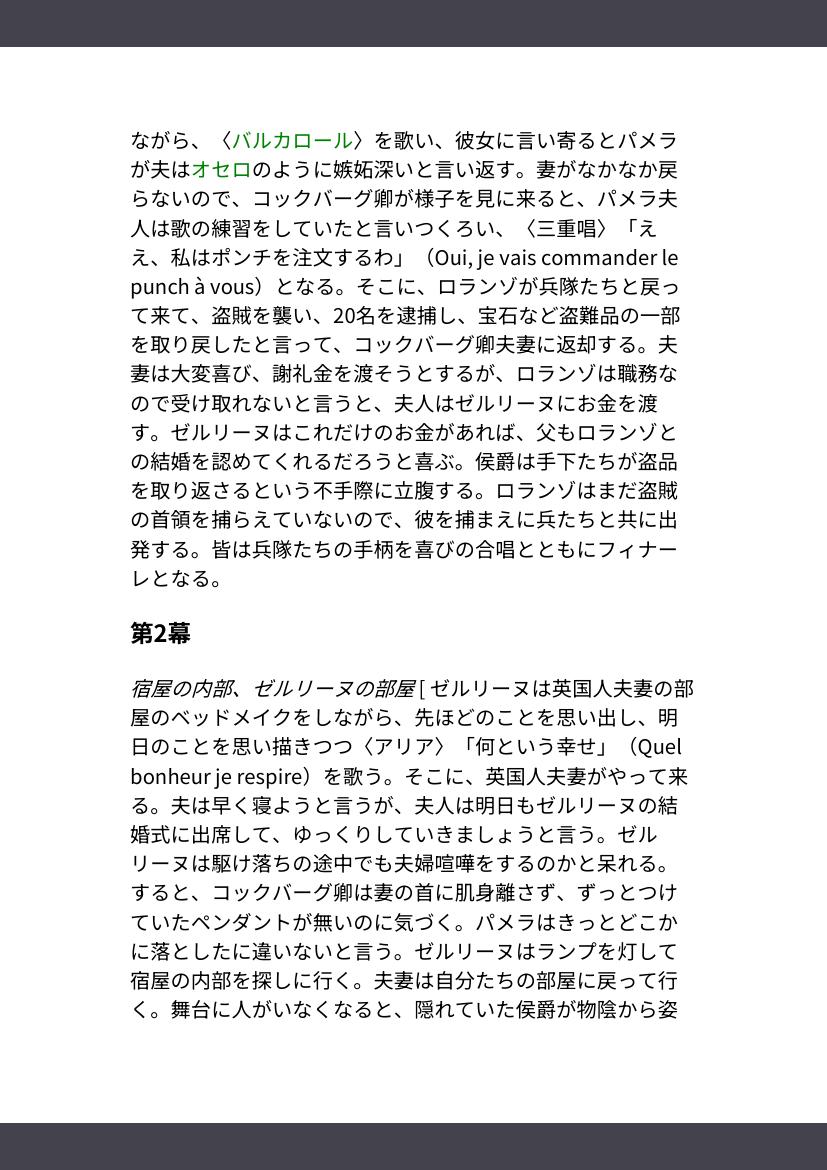 ながら、〈バルカロール〉を歌い、彼女に言い寄るとパメラ
が夫はオセロのように嫉妬深いと言い返す。妻がなかなか戻
らないので、コックバーグ卿が様子を見に来ると、パメラ夫
人は歌の練習をしていたと言いつくろい、〈三重唱〉「え
え、私はポンチを注文するわ」（Oui, je vais commander le
punch à vous）となる。そこに、ロランゾが兵隊たちと戻っ
て来て、盗賊を襲い、20名を逮捕し、宝石など盗難品の一部
を取り戻したと言って、コックバーグ卿夫妻に返却する。夫
妻は大変喜び、謝礼金を渡そうとするが、ロランゾは職務な
ので受け取れないと言うと、夫人はゼルリーヌにお金を渡
す。ゼルリーヌはこれだけのお金があれば、父もロランゾと
の結婚を認めてくれるだろうと喜ぶ。侯爵は手下たちが盗品
を取り返さるという不手際に立腹する。ロランゾはまだ盗賊
の首領を捕らえていないので、彼を捕まえに兵たちと共に出
発する。皆は兵隊たちの手柄を喜びの合唱とともにフィナー
レとなる。
第2幕
宿屋の内部、ゼルリーヌの部屋 [ ゼルリーヌは英国人夫妻の部
屋のベッドメイクをしながら、先ほどのことを思い出し、明
日のことを思い描きつつ〈アリア〉「何という幸せ」（Quel
bonheur je respire）を歌う。そこに、英国人夫妻がやって来
る。夫は早く寝ようと言うが、夫人は明日もゼルリーヌの結
婚式に出席して、ゆっくりしていきましょうと言う。ゼル
リーヌは駆け落ちの途中でも夫婦喧嘩をするのかと呆れる。
すると、コックバーグ卿は妻の首に肌身離さず、ずっとつけ
ていたペンダントが無いのに気づく。パメラはきっとどこか
に落としたに違いないと言う。ゼルリーヌはランプを灯して
宿屋の内部を探しに行く。夫妻は自分たちの部屋に戻って行
く。舞台に人がいなくなると、隠れていた侯爵が物陰から姿